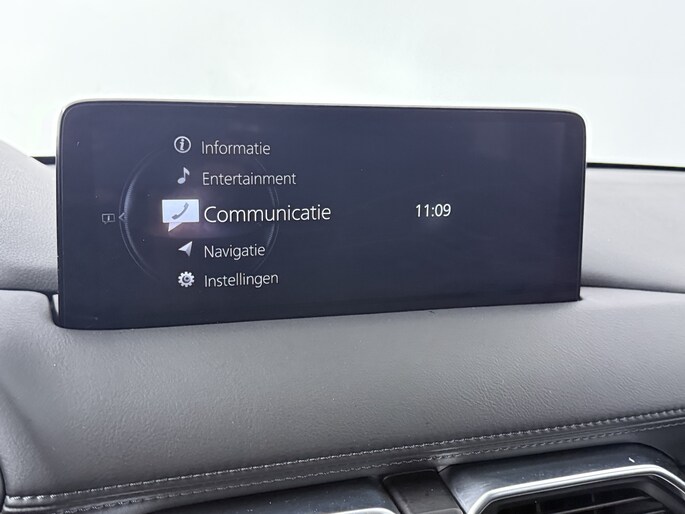 Informatie
Entertainment
Communicatie 11:09
Navigatie
Instellingen